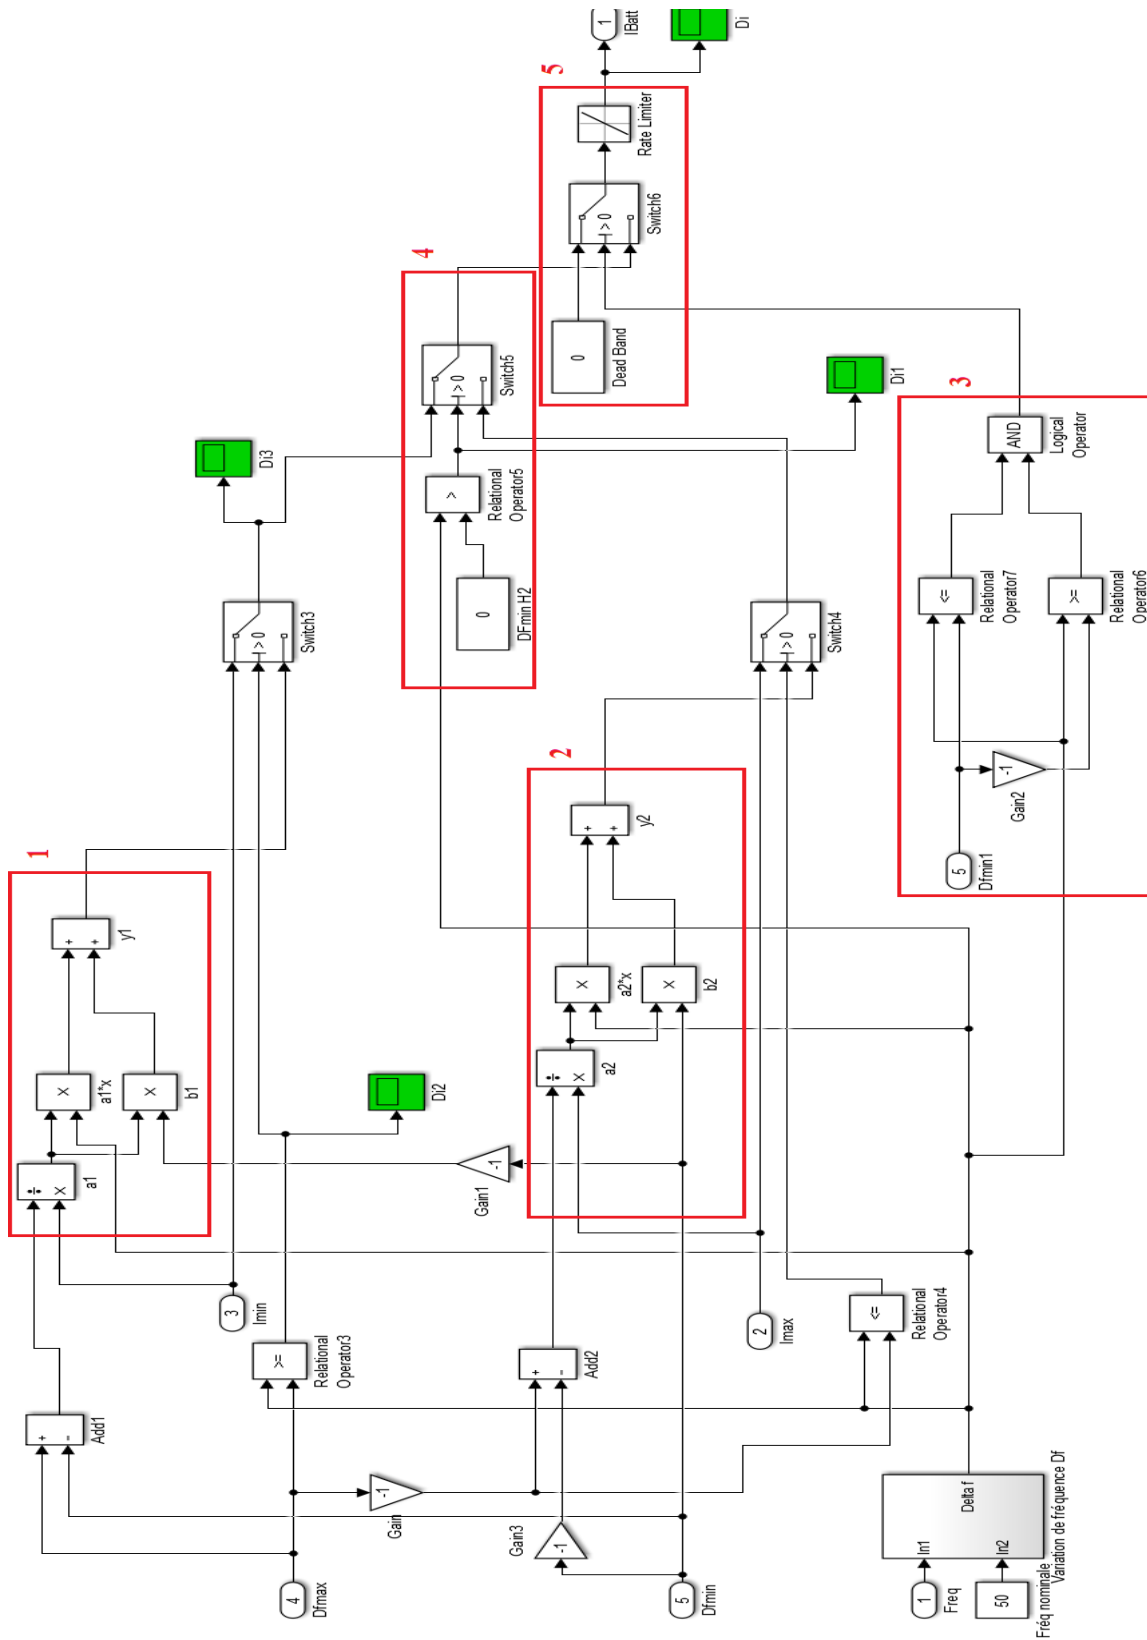 1
+
-
Add1
÷
X
a1
X
a1*x
X
b1
+
+
y1
3
Imin
>=
Relational
Operator3
> 0
Switch3
Di3
4
Dfmax
-1
Gain
Di2
-1
Gain1
4
>
Relational
Operator5
0
DFmin H2
> 0
Switch5
-1
Gain3
+
-
Add2
2
÷
X
a2
X
a2*x
X
b2
+
+
y2
5
0
Dead Band
> 0
Switch6
Rate Limiter
1
IBatt
Di
5
Dfmin
2
Imax
> 0
Switch4
Di1
<=
Relational
Operator4
3
5
Dfmin1
-1
Gain2
<=
Relational
Operator7
>=
Relational
Operator6
AND
Logical
Operator
1
Freq
50
Fréq nominale
In1
In2
Delta f
Variation de fréquence Df